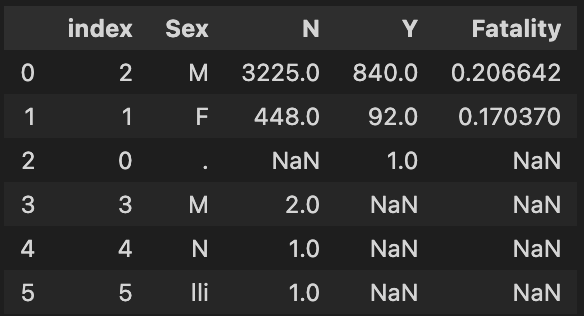 index Sex N Y Fatality
0 2 M 3225.0 840.0 0.206642
1 1 F 448.0 92.0 0.170370
2 0 . NaN 1.0 NaN
3 3 M 2.0 NaN NaN
4 4 N 1.0 NaN NaN
5 5 lli 1.0 NaN NaN